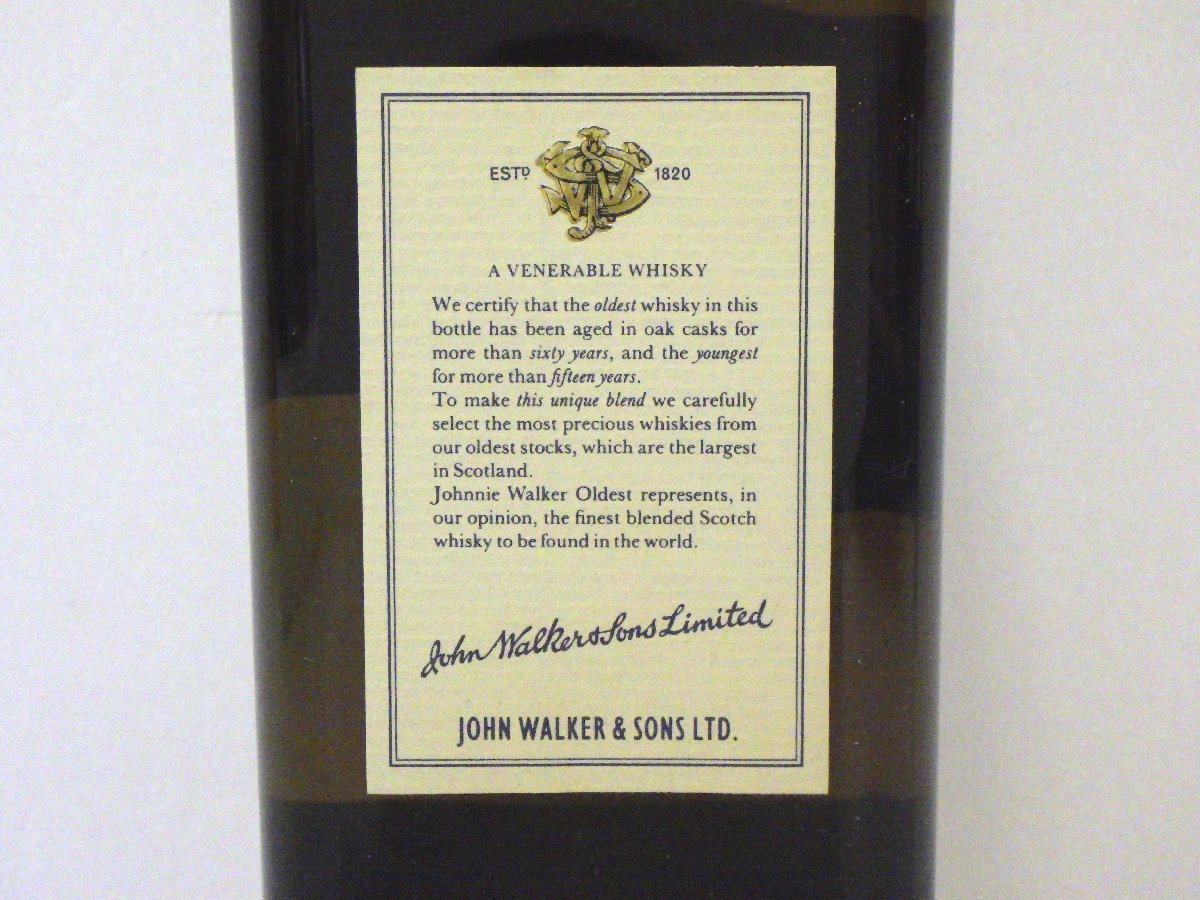 ESTD 1820
A VENERABLE WHISKY
We certify that the oldest whisky in this
bottle has been aged in oak casks for
more than sixty years, and the youngest
for more than fifteen years.
To make this unique blend we carefully
select the most precious whiskies from
our oldest stocks, which are the largest
in Scotland.
Johnnie Walker Oldest represents, in
our opinion, the finest blended Scotch
whisky to be found in the world.
John Walker & Sons Limited
JOHN WALKER & SONS LTD.